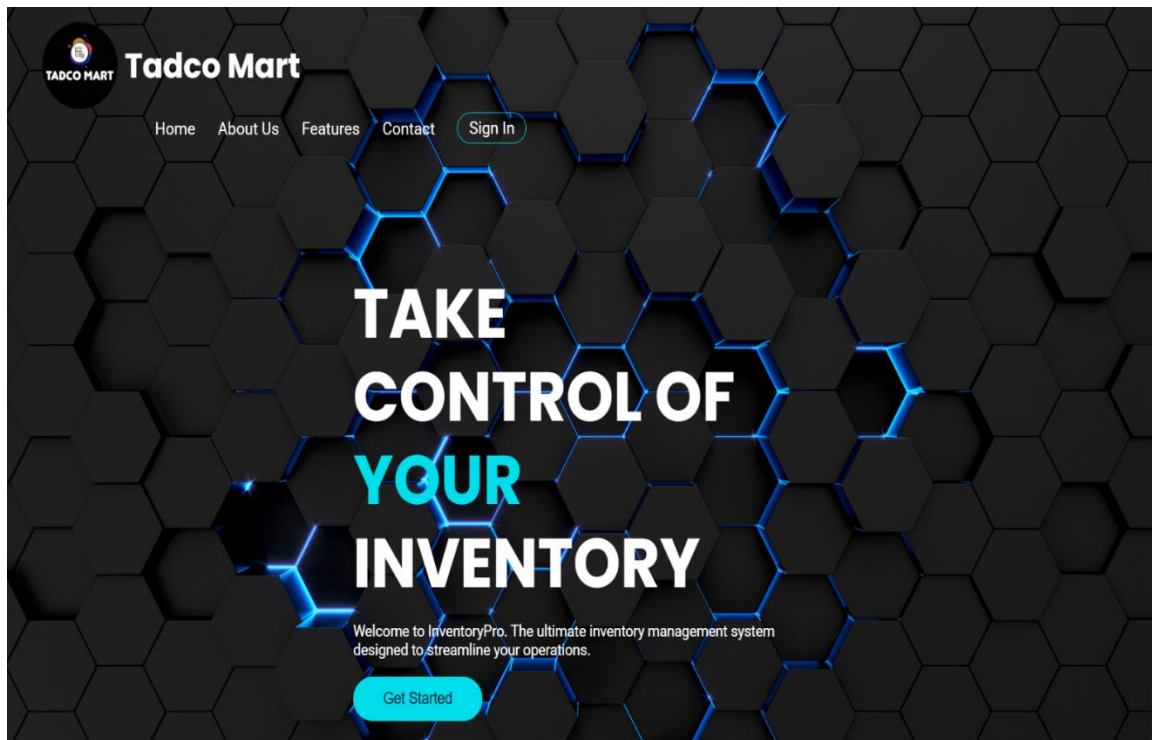 TADCO MART
Tadco Mart
Home About Us Features Contact Sign In
TAKE
CONTROL OF
YOUR
INVENTORY
Welcome to InventoryPro. The ultimate inventory management system
designed to streamline your operations.
Get Started